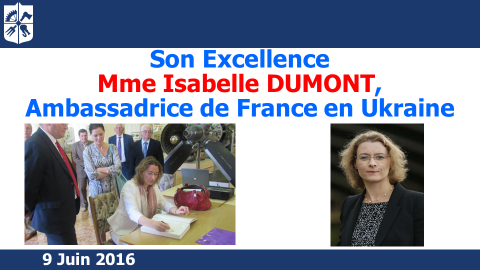 Son Excellence
Mme Isabelle DUMONT,
Ambassadrice de France en Ukraine
9 Juin 2016